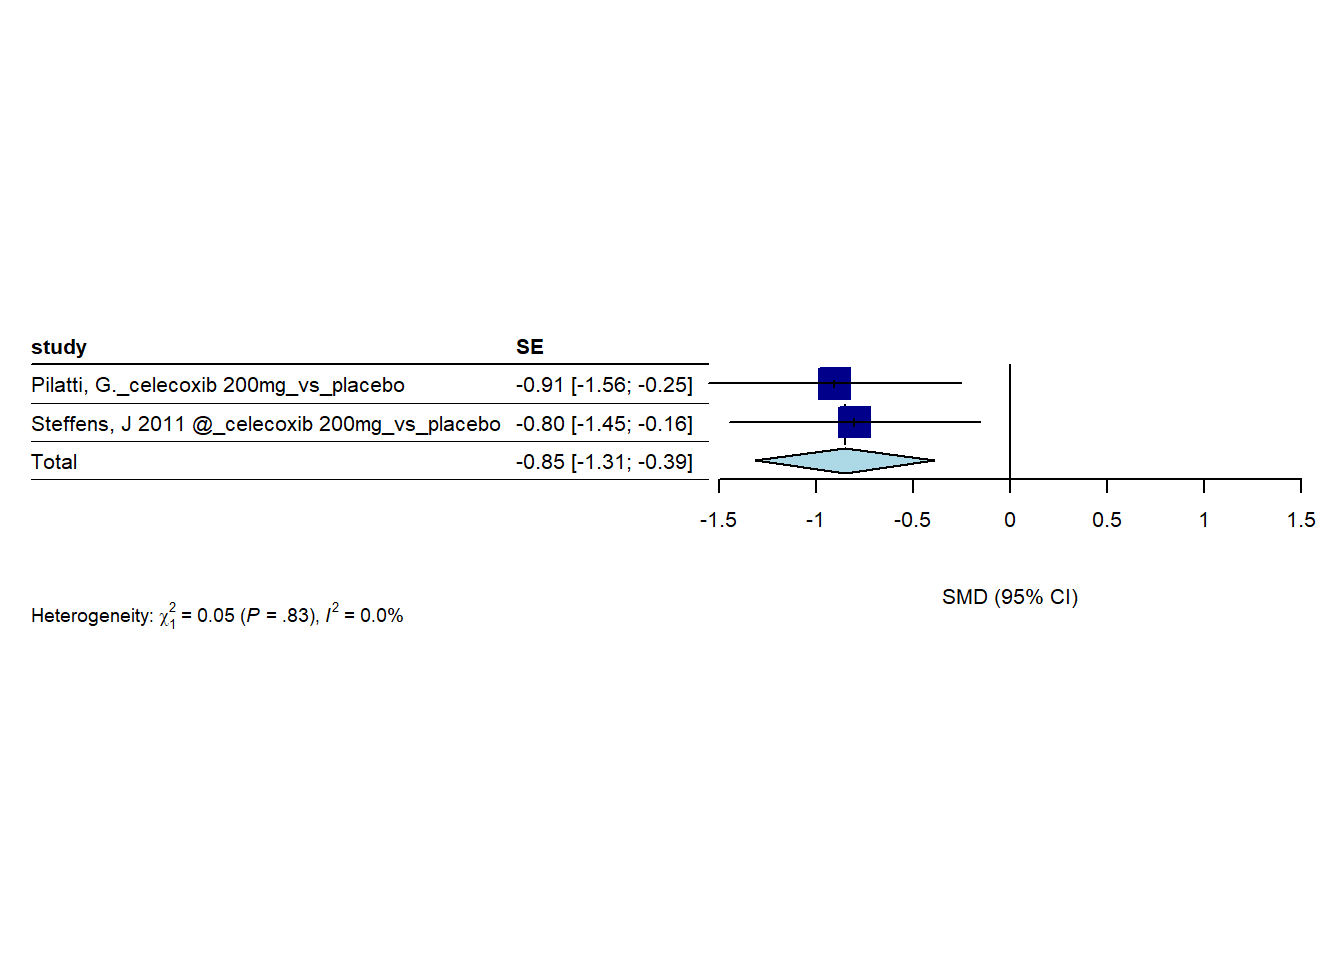 study SE
Pilatti, G._celecoxib 200mg_vs_placebo -0.91 [-1.56; -0.25]
Steffens, J 2011 @_celecoxib 200mg_vs_placebo -0.80 [-1.45; -0.16]
Total -0.85 [-1.31; -0.39]
-1.5 -1 -0.5 0 0.5 1 1.5
SMD (95% CI)
Heterogeneity: χ²₁ = 0.05 (P = .83), I² = 0.0%